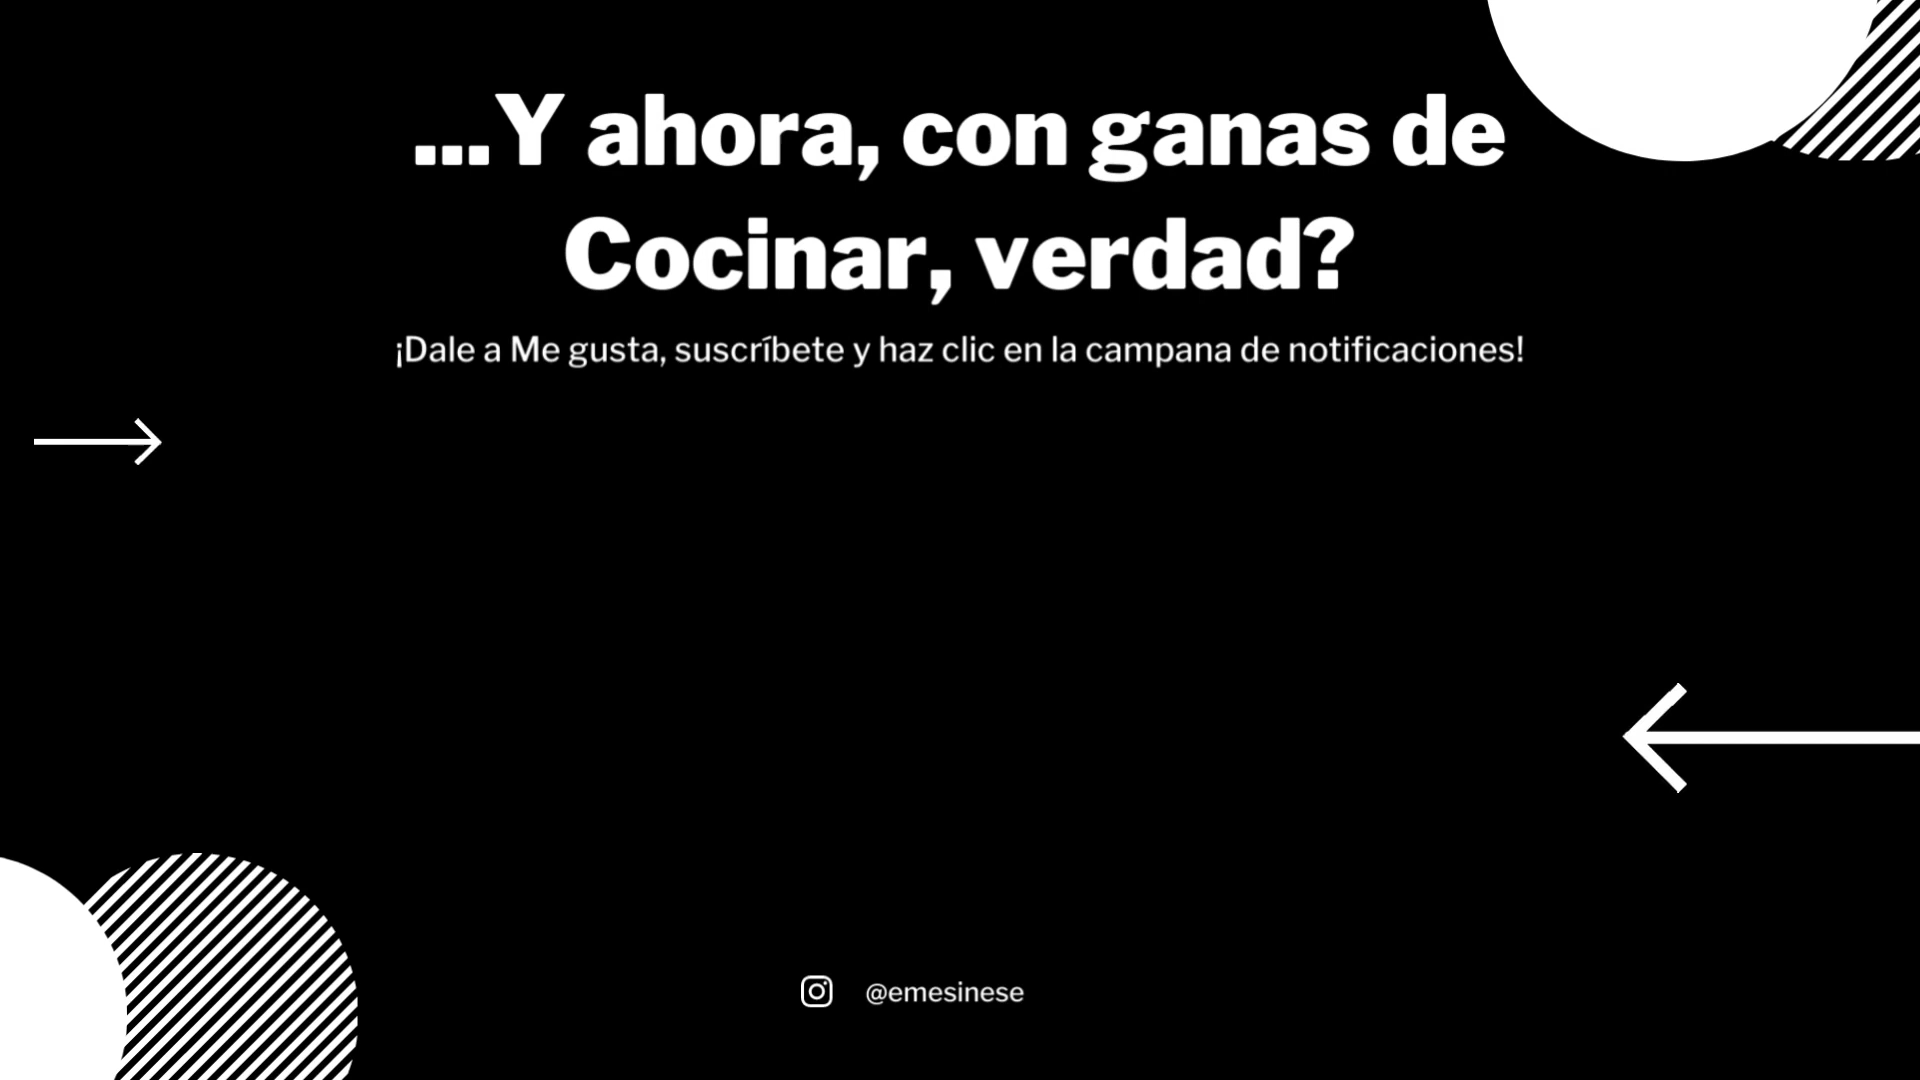 ...Y ahora, con ganas de
Cocinar, verdad?
¡Dale a Me gusta, suscríbete y haz clic en la campana de notificaciones!
@emesinese